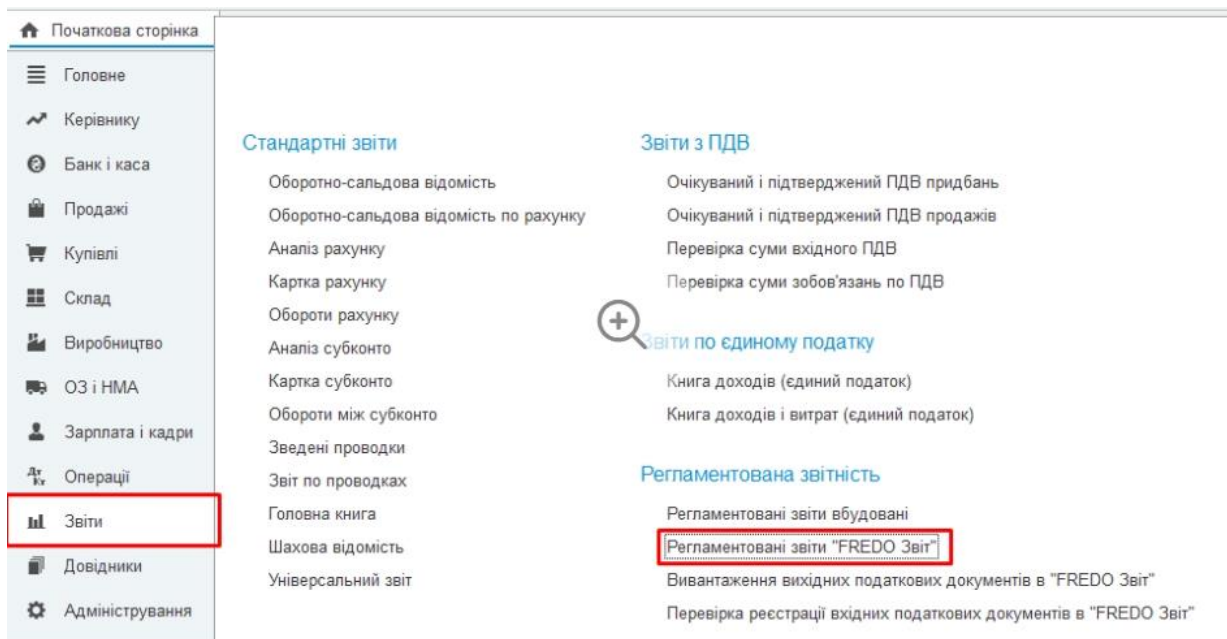 Початкова сторінка
Головне
Керівнику
Банк і каса
Продажі
Купівлі
Склад
Виробництво
ОЗ і НМА
Зарплата і кадри
Дт Кт
Операції
Звіти
Довідники
Адміністрування
Стандартні звіти
Оборотно-сальдова відомість
Оборотно-сальдова відомість по рахунку
Аналіз рахунку
Картка рахунку
Обороти рахунку
Аналіз субконто
Картка субконто
Обороти між субконто
Зведені проводки
Звіт по проводках
Головна книга
Шахова відомість
Універсальний звіт
Звіти з ПДВ
Очікуваний і підтверджений ПДВ придбань
Очікуваний і підтверджений ПДВ продажів
Перевірка суми вхідного ПДВ
Перевірка суми зобов'язань по ПДВ
Звіти по єдиному податку
Книга доходів (єдиний податок)
Книга доходів і витрат (єдиний податок)
Регламентована звітність
Регламентовані звіти вбудовані
Регламентовані звіти "FREDO Звіт"
Вивантаження вихідних податкових документів в "FREDO Звіт"
Перевірка реєстрації вхідних податкових документів в "FREDO Звіт"